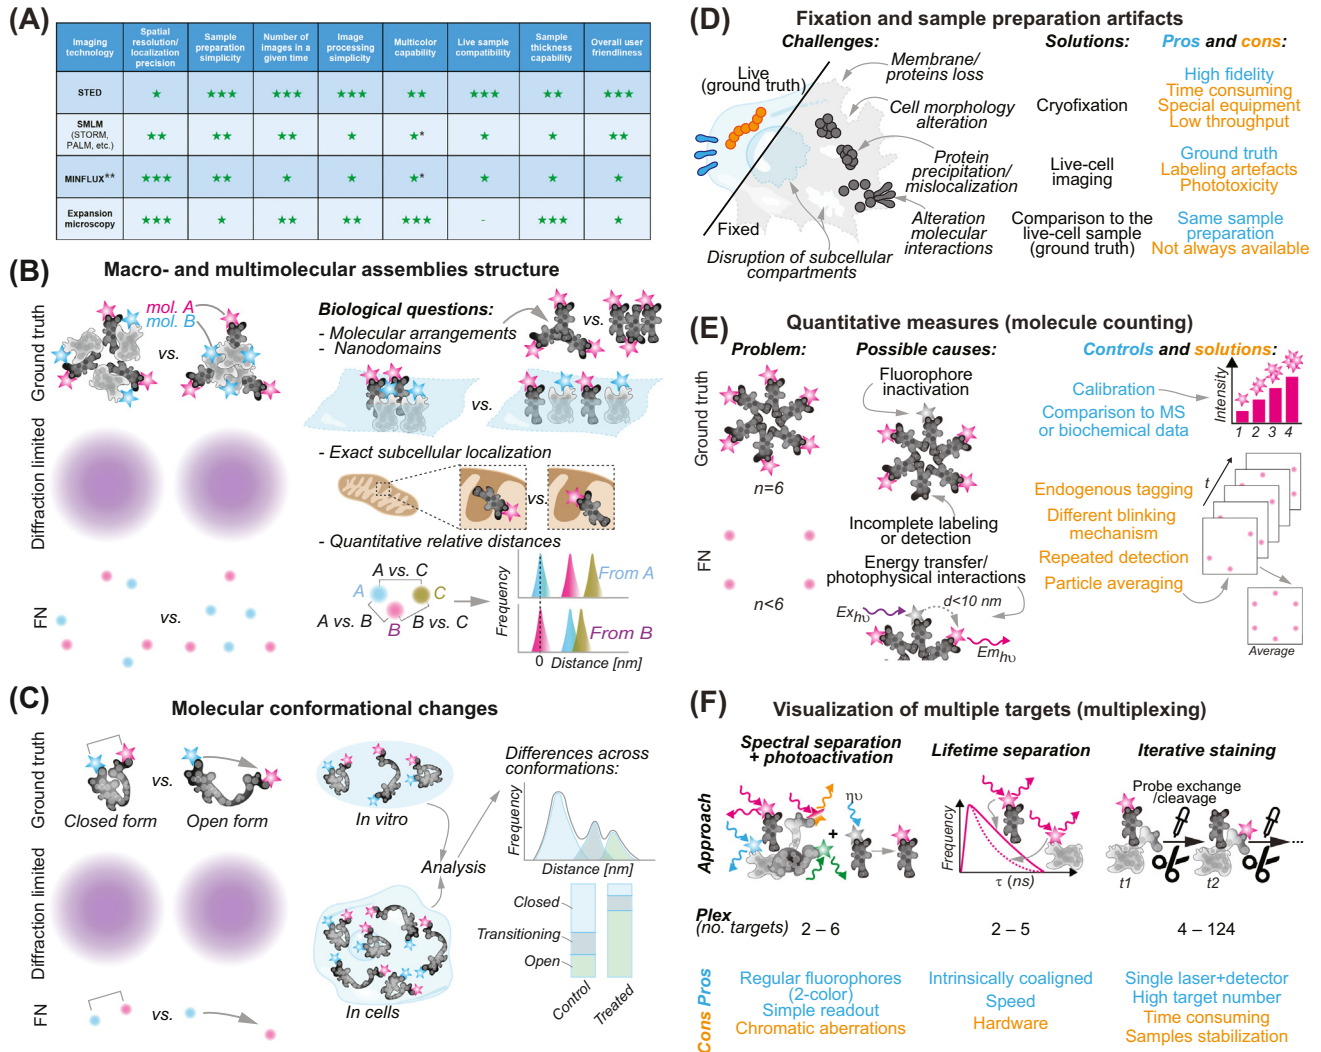 (A)
Imaging technology
Spatial resolution/ localization precision
Sample preparation simplicity
Number of images in a given time
Image processing simplicity
Multicolor capability
Live sample compatibility
Sample thickness capability
Overall user friendliness
STED ★ ★★★ ★★★ ★★★ ★★ ★★★ ★★ ★★★
SMLM (STORM, PALM, etc.) ★★ ★★ ★★ ★ ★* ★ ★ ★★
MINFLUX** ★★★ ★★ ★ ★ ★* ★ ★ ★
Expansion microscopy ★★★ ★ ★★ ★★ ★★★ - ★★★ ★
(B)
Macro- and multimolecular assemblies structure
Ground truth
mol. A
mol. B
vs.
Diffraction limited
FN
vs.
Biological questions:
- Molecular arrangements
- Nanodomains
vs.
vs.
- Exact subcellular localization
vs.
- Quantitative relative distances
A vs. C
A
C
A vs. B
B
B vs. C
Frequency
From A
From B
0
Distance [nm]
(C)
Molecular conformational changes
Ground truth
vs.
Closed form
Open form
Diffraction limited
FN
vs.
In vitro
Analysis
In cells
Differences across
conformations:
Frequency
Distance [nm]
Closed
Transitioning
Open
Control
Treated
(D)
Fixation and sample preparation artifacts
Challenges:
Solutions:
Pros and cons:
Live
(ground truth)
Fixed
Membrane/
proteins loss
Cell morphology
alteration
Protein
precipitation/
mislocalization
Alteration
molecular
interactions
Disruption of subcellular
compartments
Cryofixation
High fidelity
Time consuming
Special equipment
Low throughput
Live-cell
imaging
Ground truth
Labeling artefacts
Phototoxicity
Comparison to the
live-cell sample
(ground truth)
Same sample
preparation
Not always available
(E)
Quantitative measures (molecule counting)
Problem:
Possible causes:
Controls and solutions:
Ground truth
n=6
FN
n<6
Fluorophore
inactivation
Incomplete labeling
or detection
Energy transfer/
photophysical interactions
d<10 nm
Exhυ
Emhυ
Calibration
Comparison to MS
or biochemical data
Intensity
1 2 3 4
Endogenous tagging
Different blinking
mechanism
Repeated detection
Particle averaging
t
Average
(F)
Visualization of multiple targets (multiplexing)
Spectral separation
+ photoactivation
Lifetime separation
Iterative staining
Approach
ηυ
+
Frequency
τ (ns)
Probe exchange
/cleavage
t1
t2
...
Plex
(no. targets)
2 – 6
2 – 5
4 – 124
Cons Pros
Regular fluorophores
(2-color)
Simple readout
Chromatic aberrations
Intrinsically coaligned
Speed
Hardware
Single laser+detector
High target number
Time consuming
Samples stabilization